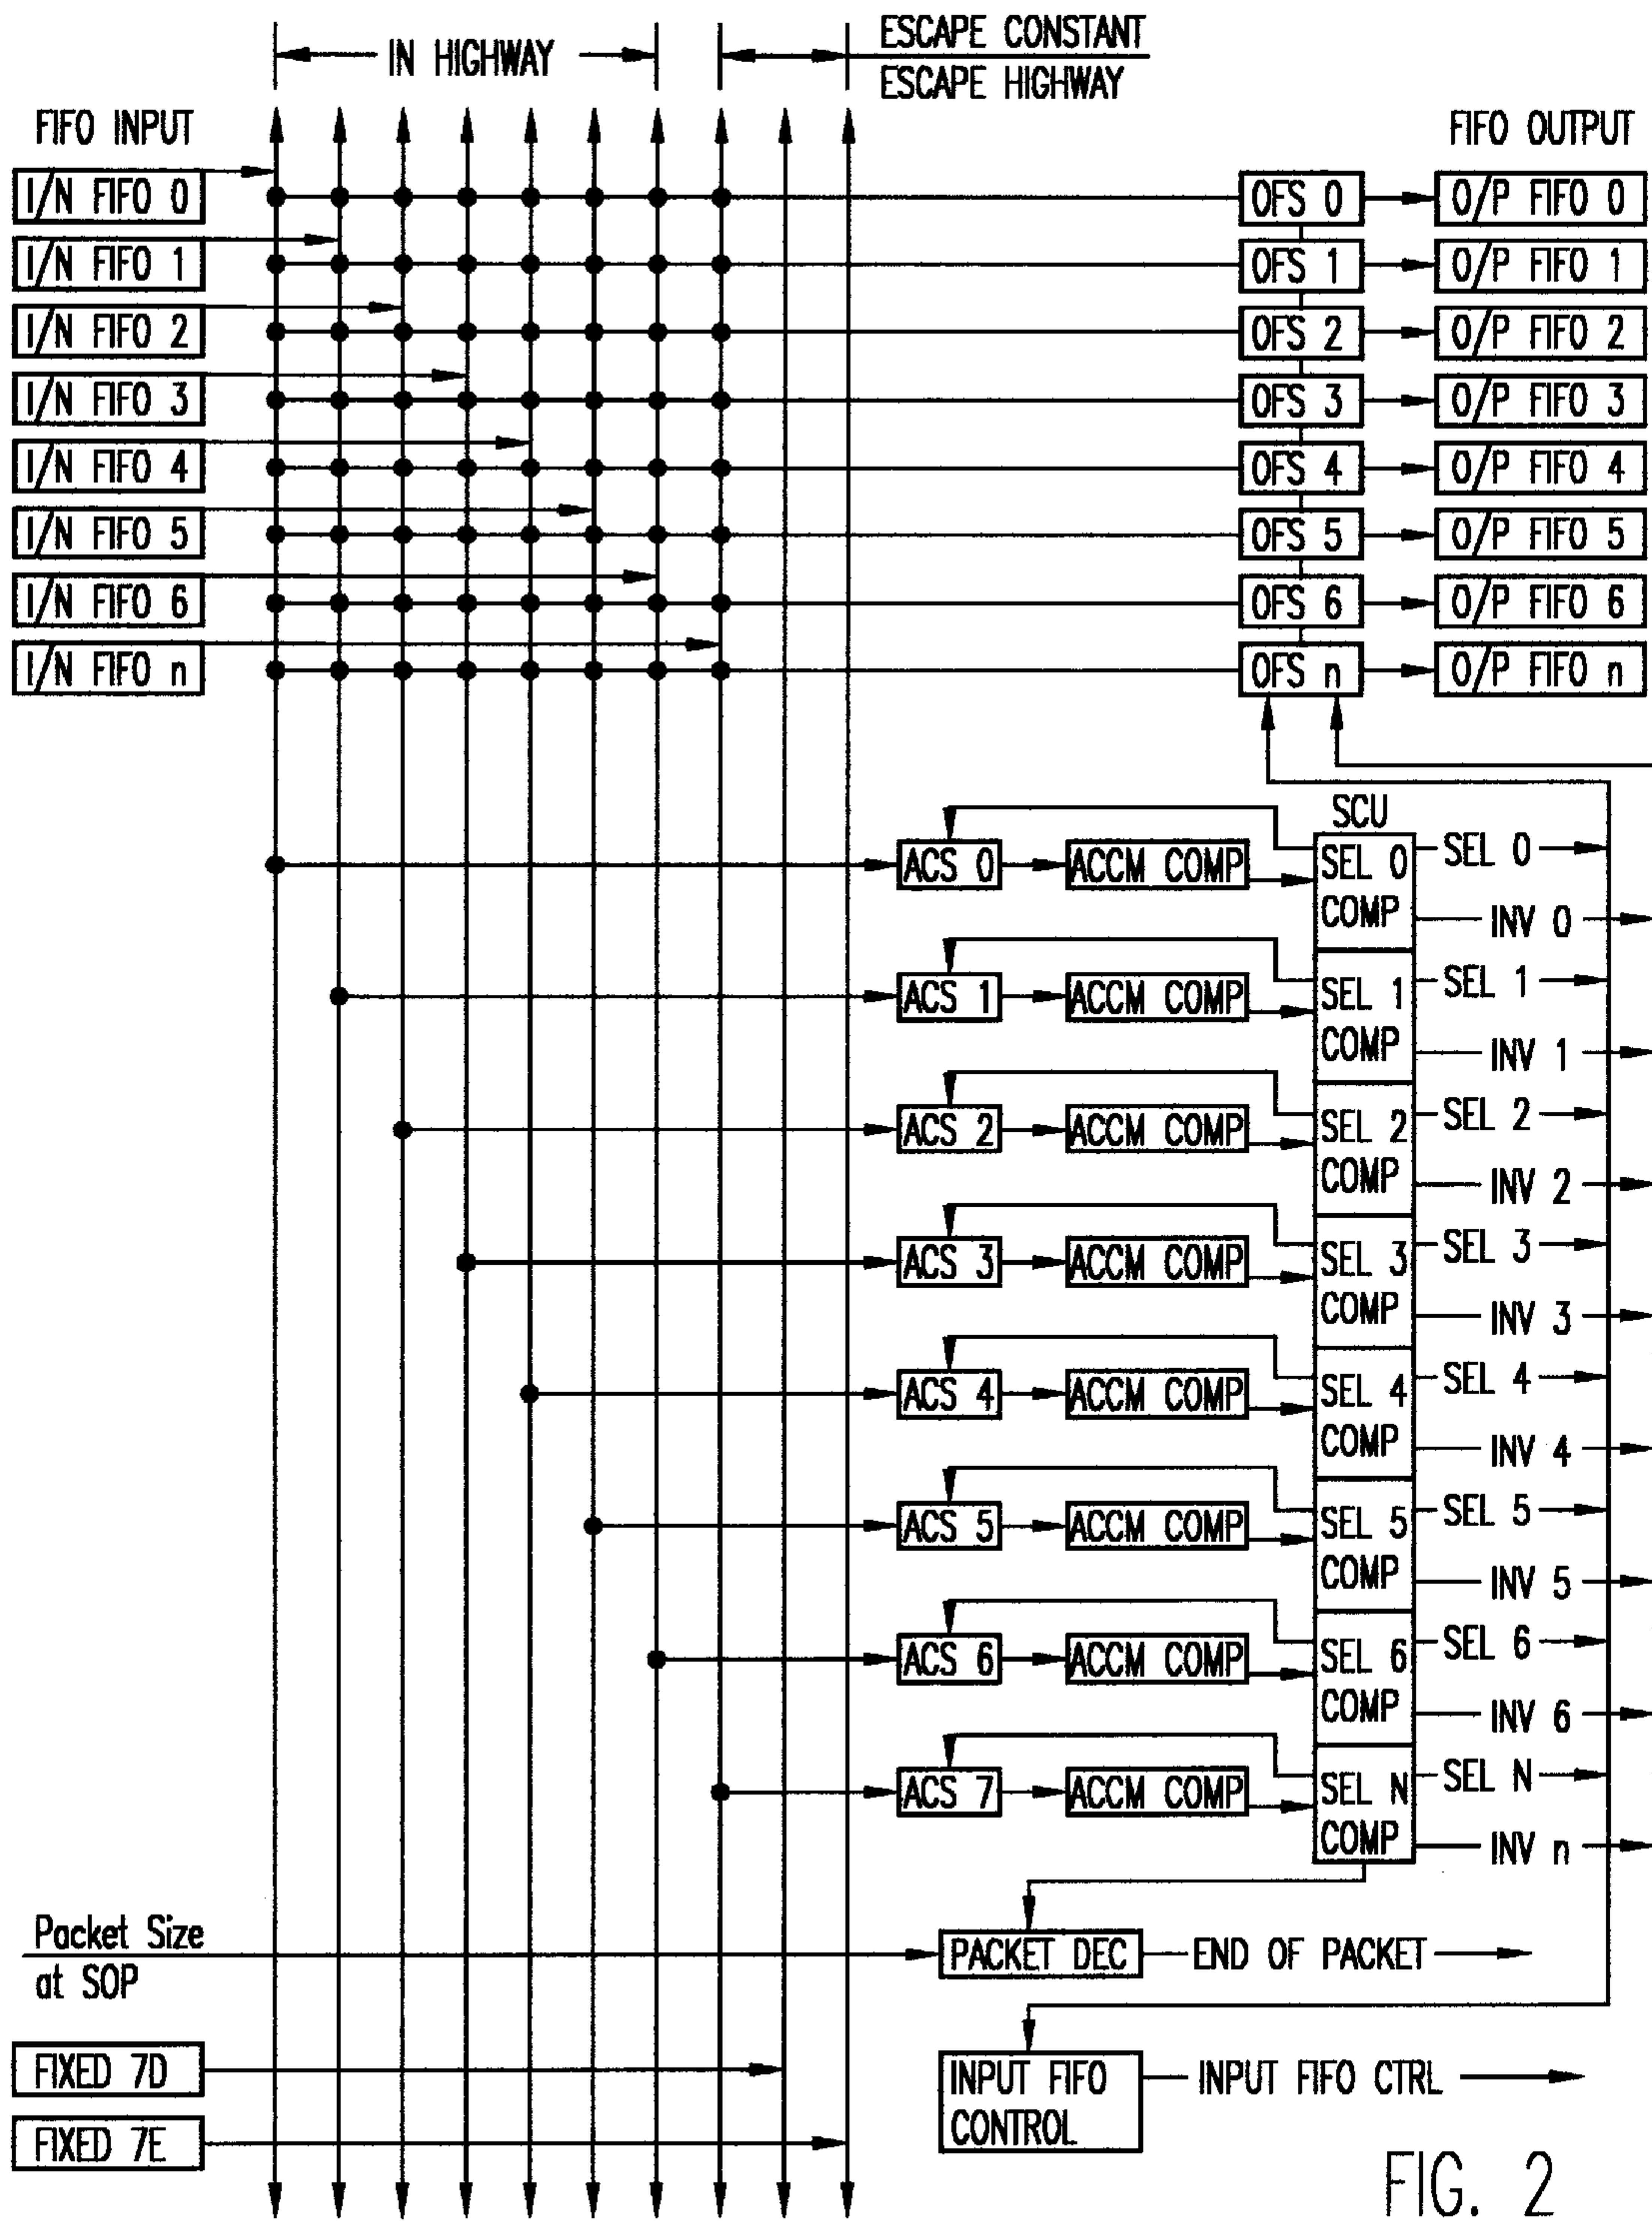 IN HIGHWAY
ESCAPE CONSTANT
ESCAPE HIGHWAY
FIFO INPUT
FIFO OUTPUT
I/N FIFO 0
OFS 0
O/P FIFO 0
I/N FIFO 1
OFS 1
O/P FIFO 1
I/N FIFO 2
OFS 2
O/P FIFO 2
I/N FIFO 3
OFS 3
O/P FIFO 3
I/N FIFO 4
OFS 4
O/P FIFO 4
I/N FIFO 5
OFS 5
O/P FIFO 5
I/N FIFO 6
OFS 6
O/P FIFO 6
I/N FIFO n
OFS n
O/P FIFO n
SCU
ACS 0
ACCM COMP
SEL 0
COMP
SEL 0
INV 0
ACS 1
ACCM COMP
SEL 1
COMP
SEL 1
INV 1
ACS 2
ACCM COMP
SEL 2
COMP
SEL 2
INV 2
ACS 3
ACCM COMP
SEL 3
COMP
SEL 3
INV 3
ACS 4
ACCM COMP
SEL 4
COMP
SEL 4
INV 4
ACS 5
ACCM COMP
SEL 5
COMP
SEL 5
INV 5
ACS 6
ACCM COMP
SEL 6
COMP
SEL 6
INV 6
ACS 7
ACCM COMP
SEL N
COMP
SEL N
INV n
Packet Size
at SOP
PACKET DEC
END OF PACKET
FIXED 7D
INPUT FIFO
CONTROL
INPUT FIFO CTRL
FIXED 7E
FIG. 2